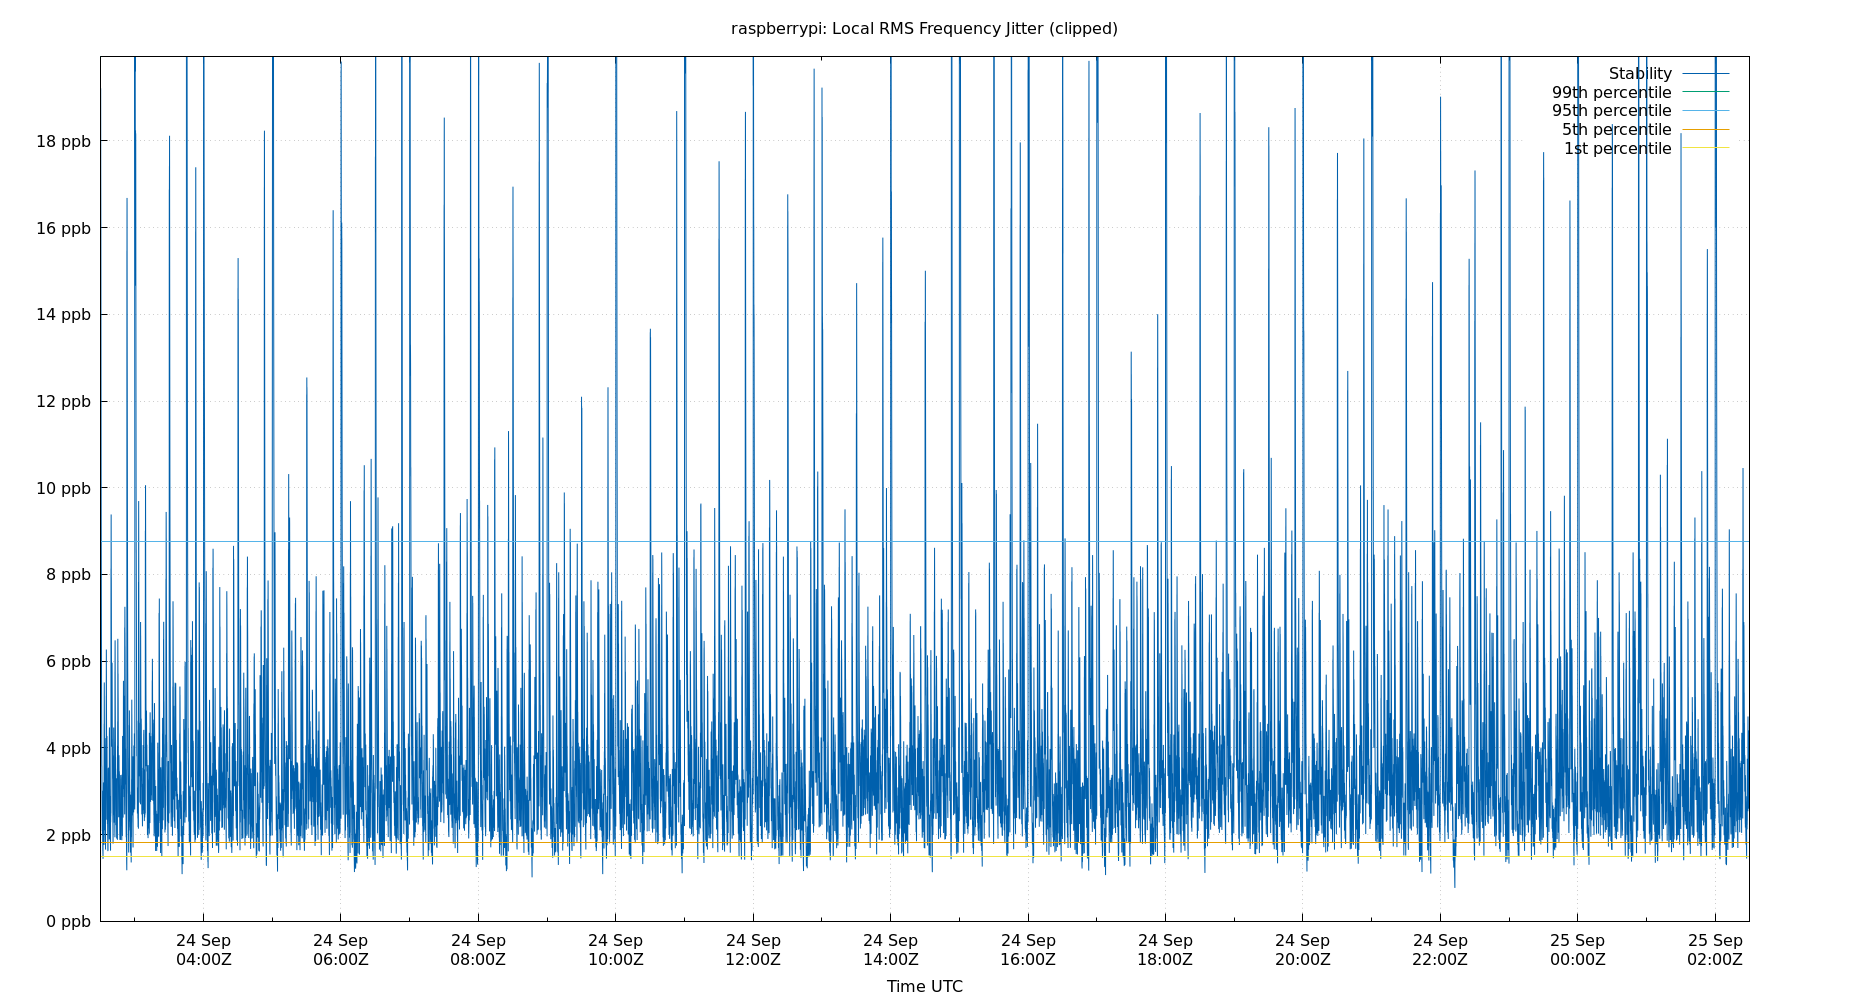 raspberrypi: Local RMS Frequency Jitter (clipped)
Stability
99th percentile
95th percentile
5th percentile
1st percentile
18 ppb
16 ppb
14 ppb
12 ppb
10 ppb
8 ppb
6 ppb
4 ppb
2 ppb
0 ppb
24 Sep 24 Sep 24 Sep 24 Sep 24 Sep 24 Sep 24 Sep 24 Sep 24 Sep 24 Sep 25 Sep 25 Sep
04:00Z 06:00Z 08:00Z 10:00Z 12:00Z 14:00Z 16:00Z 18:00Z 20:00Z 22:00Z 00:00Z 02:00Z
Time UTC